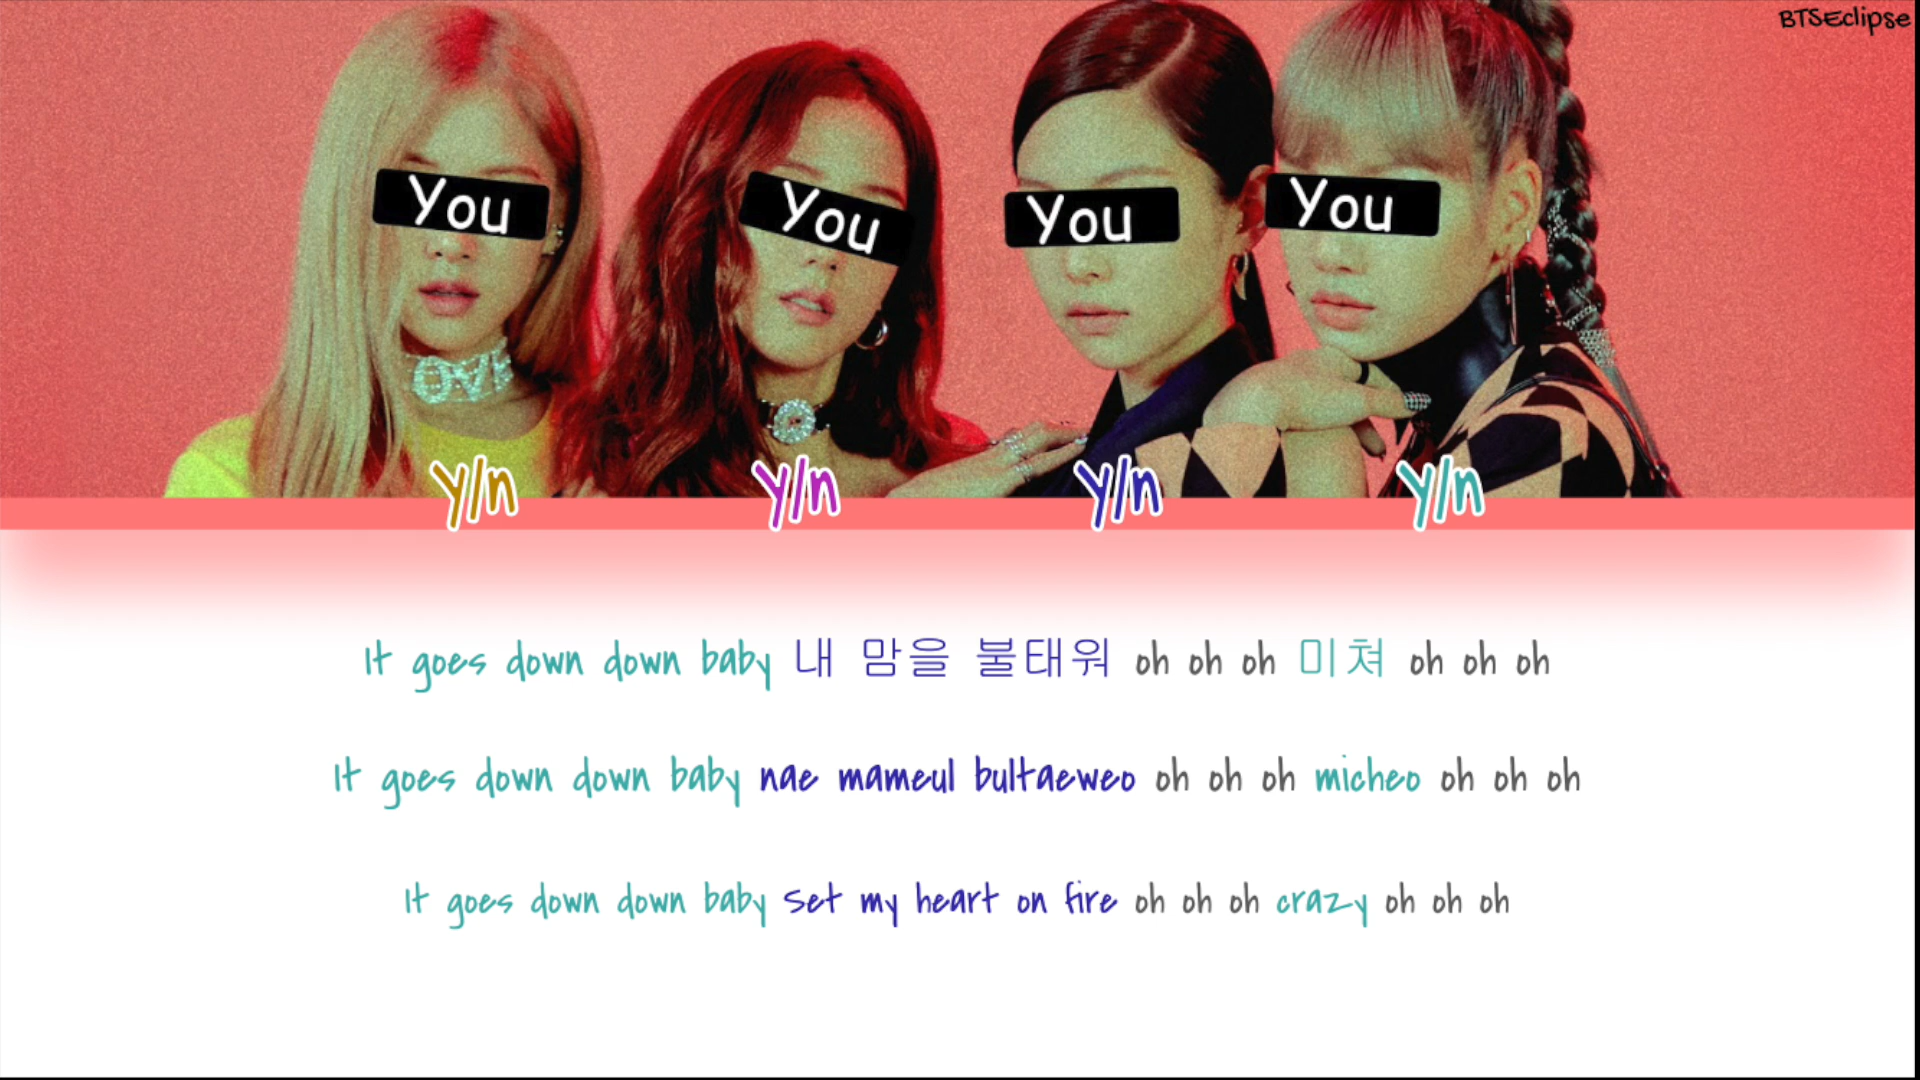 BTSEclipse
You You You You
Y/n Y/n Y/n Y/n
It goes down down baby 내 맘을 불태워 oh oh oh 미쳐 oh oh oh
It goes down down baby nae mameul bultaeweo oh oh oh micheo oh oh oh
It goes down down baby Set my heart on fire oh oh oh crazy oh oh oh